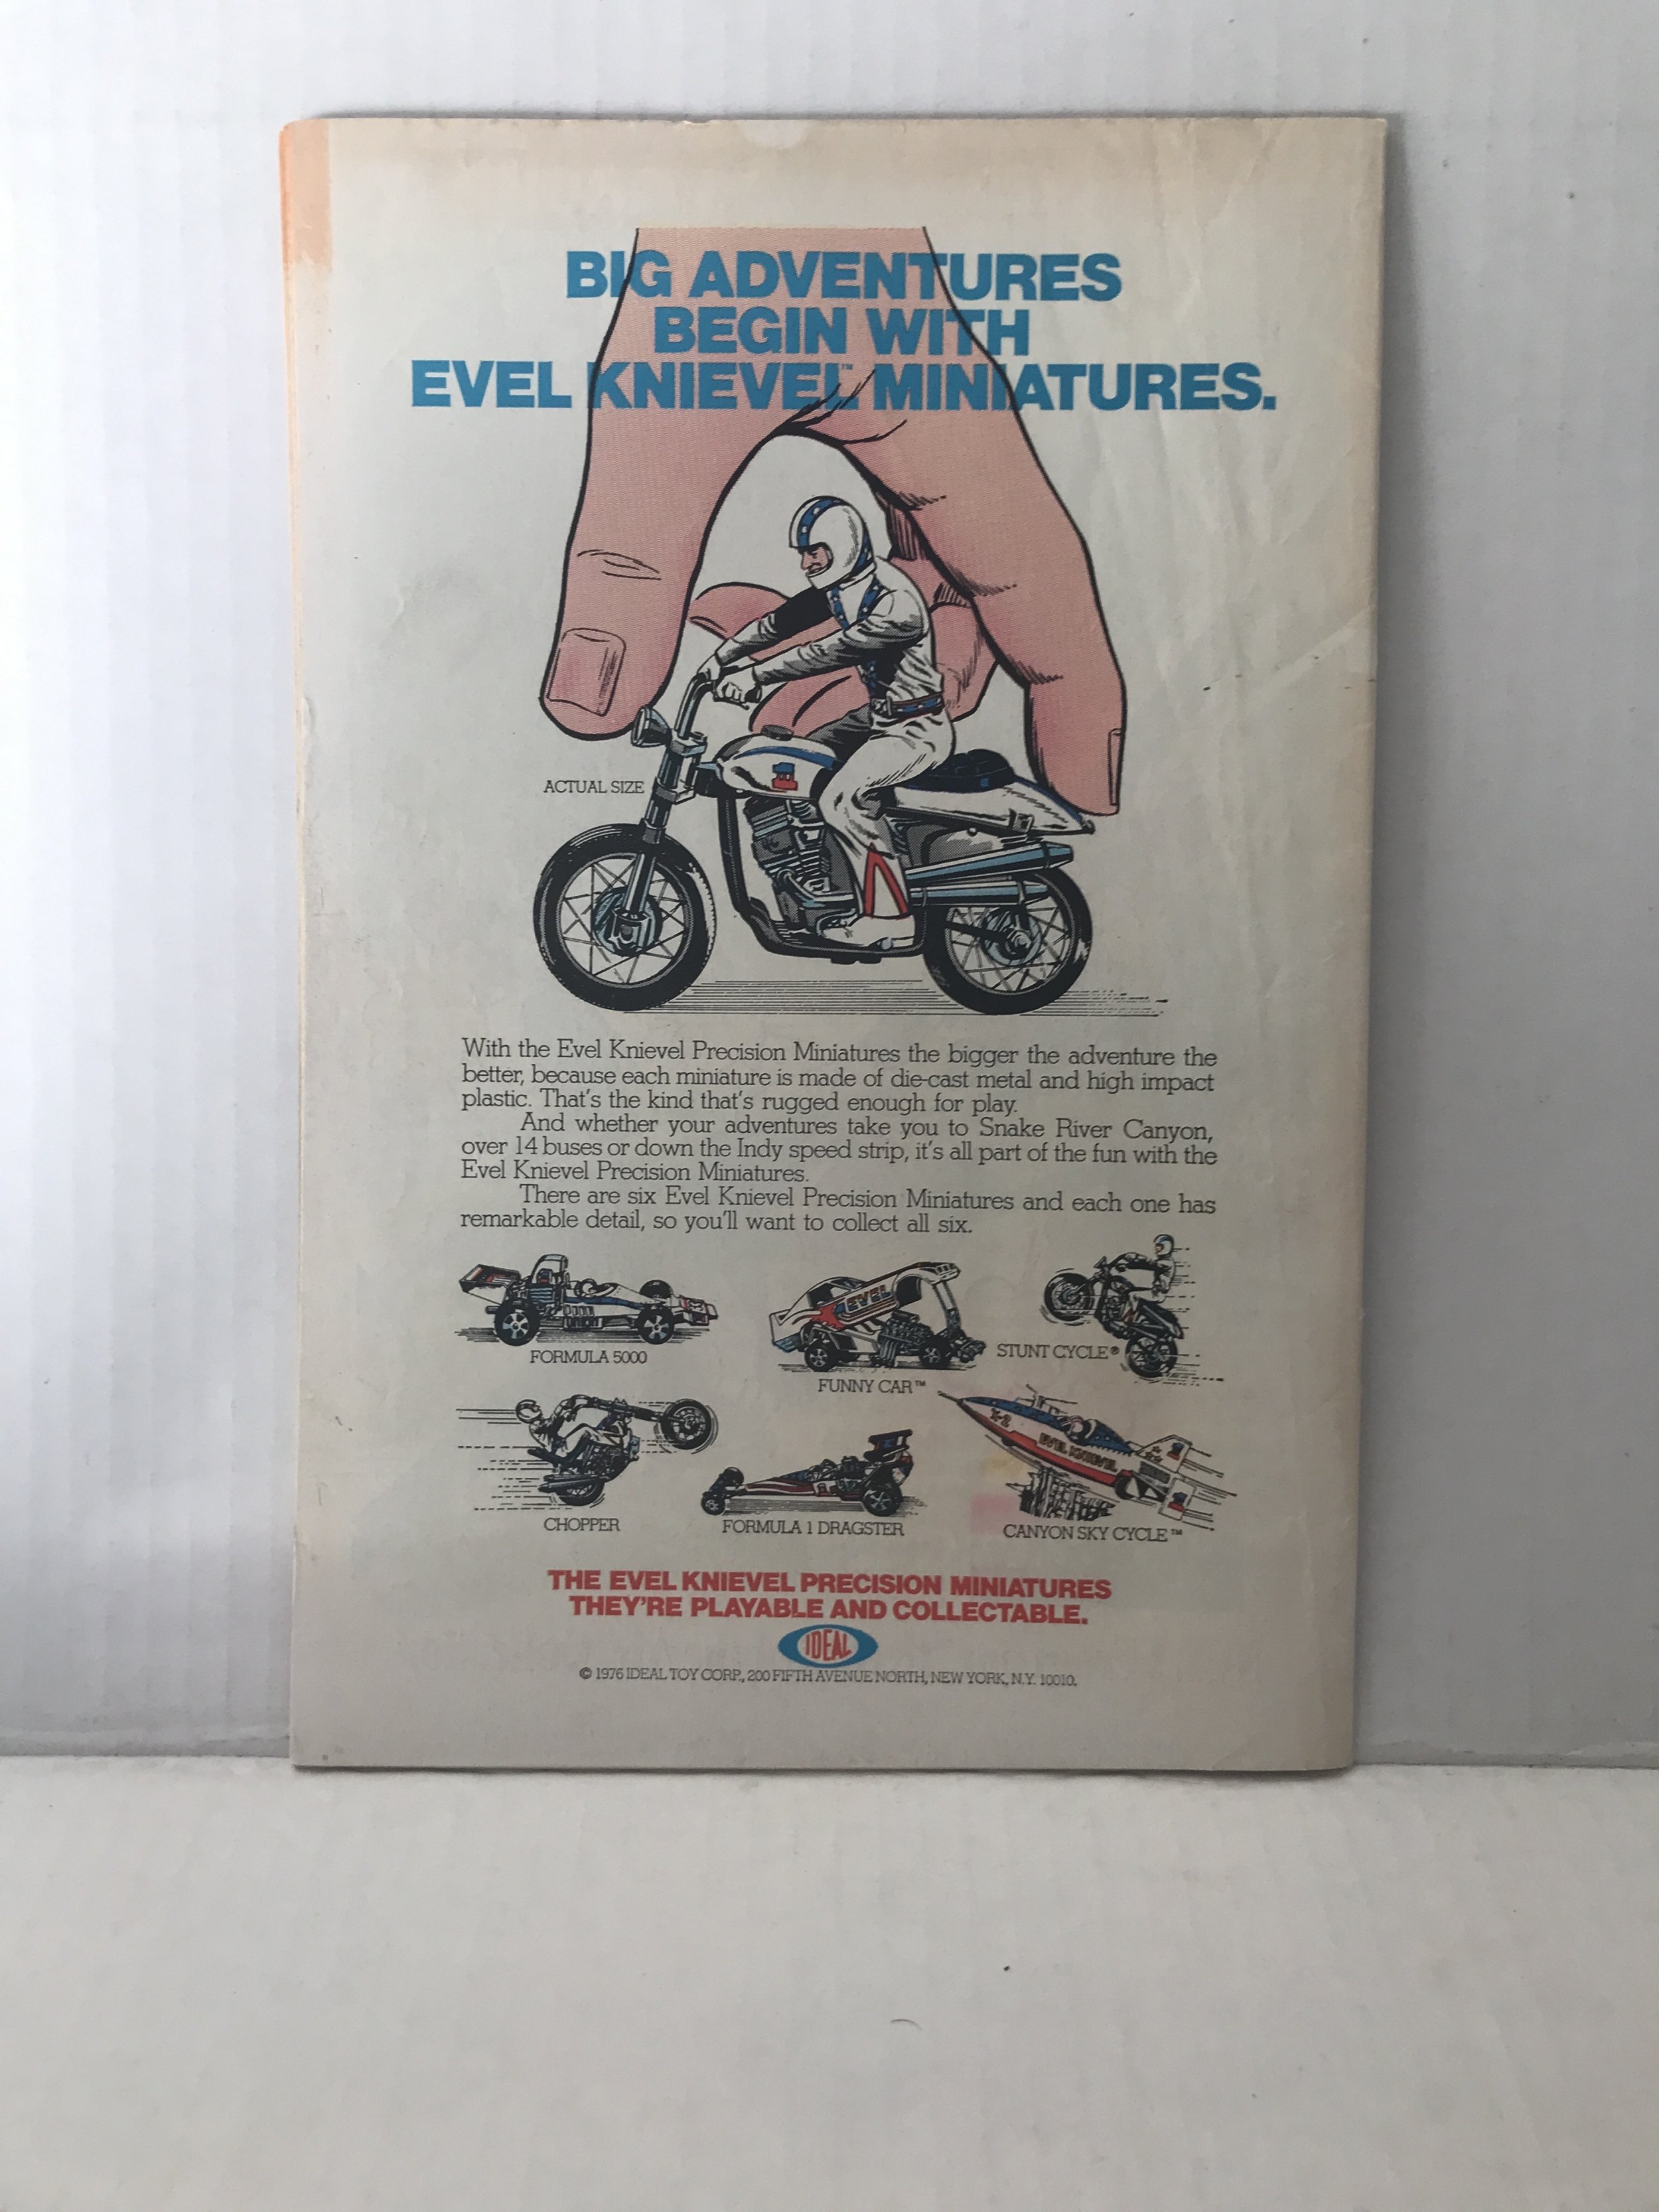 BIG ADVENTURES
BEGIN WITH
EVEL KNIEVEL™ MINIATURES.
ACTUAL SIZE
With the Evel Knievel Precision Miniatures the bigger the adventure the
better, because each miniature is made of die-cast metal and high impact
plastic. That's the kind that's rugged enough for play.
And whether your adventures take you to Snake River Canyon,
over 14 buses or down the Indy speed strip, it's all part of the fun with the
Evel Knievel Precision Miniatures.
There are six Evel Knievel Precision Miniatures and each one has
remarkable detail, so you'll want to collect all six.
EVEL
FORMULA 5000
FUNNY CAR™
STUNT CYCLE®
X-2
EVEL KNIEVEL
CHOPPER
FORMULA 1 DRAGSTER
CANYON SKY CYCLE™
THE EVEL KNIEVEL PRECISION MINIATURES
THEY'RE PLAYABLE AND COLLECTABLE.
IDEAL
© 1976 IDEAL TOY CORP., 200 FIFTH AVENUE NORTH, NEW YORK, N.Y. 10010.